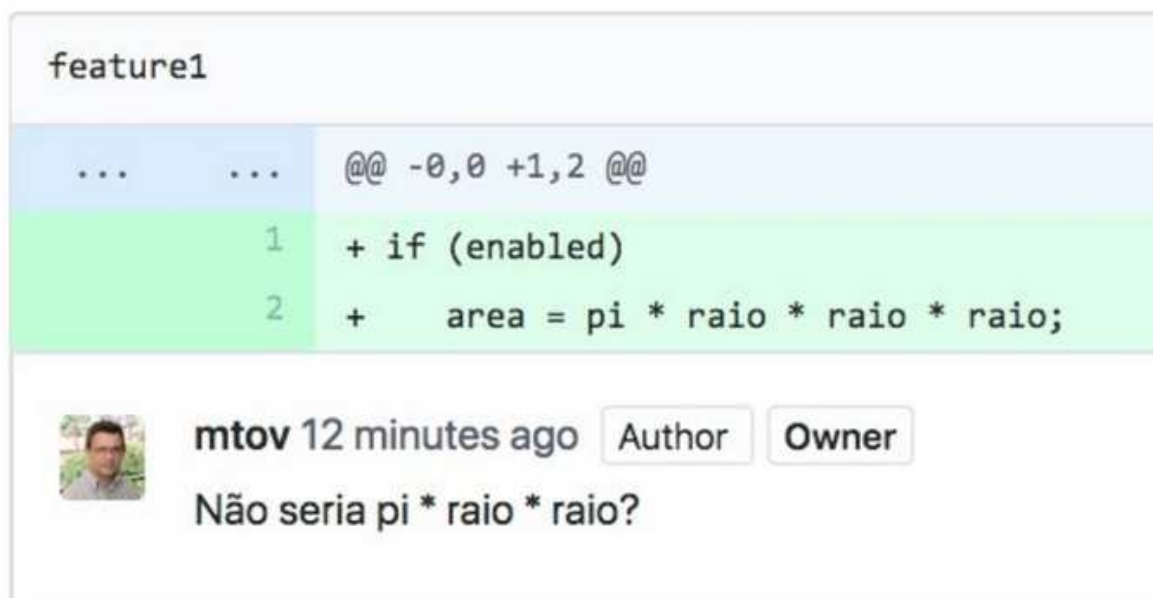 feature1
... ... @@ -0,0 +1,2 @@
1 + if (enabled)
2 +    area = pi * raio * raio * raio;
mtov 12 minutes ago Author Owner
Não seria pi * raio * raio?